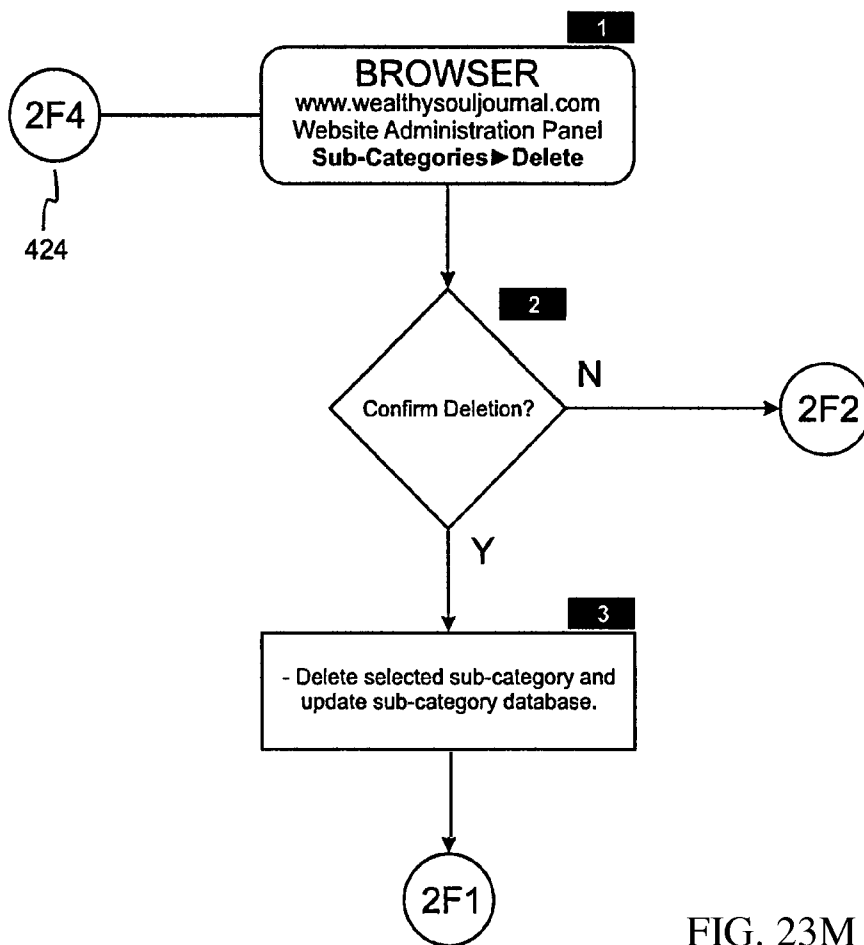 1
BROWSER
www.wealthysouljournal.com
Website Administration Panel
Sub-Categories▶Delete
2F4
424
2
Confirm Deletion?
N
2F2
Y
3
- Delete selected sub-category and
update sub-category database.
2F1
FIG. 23M